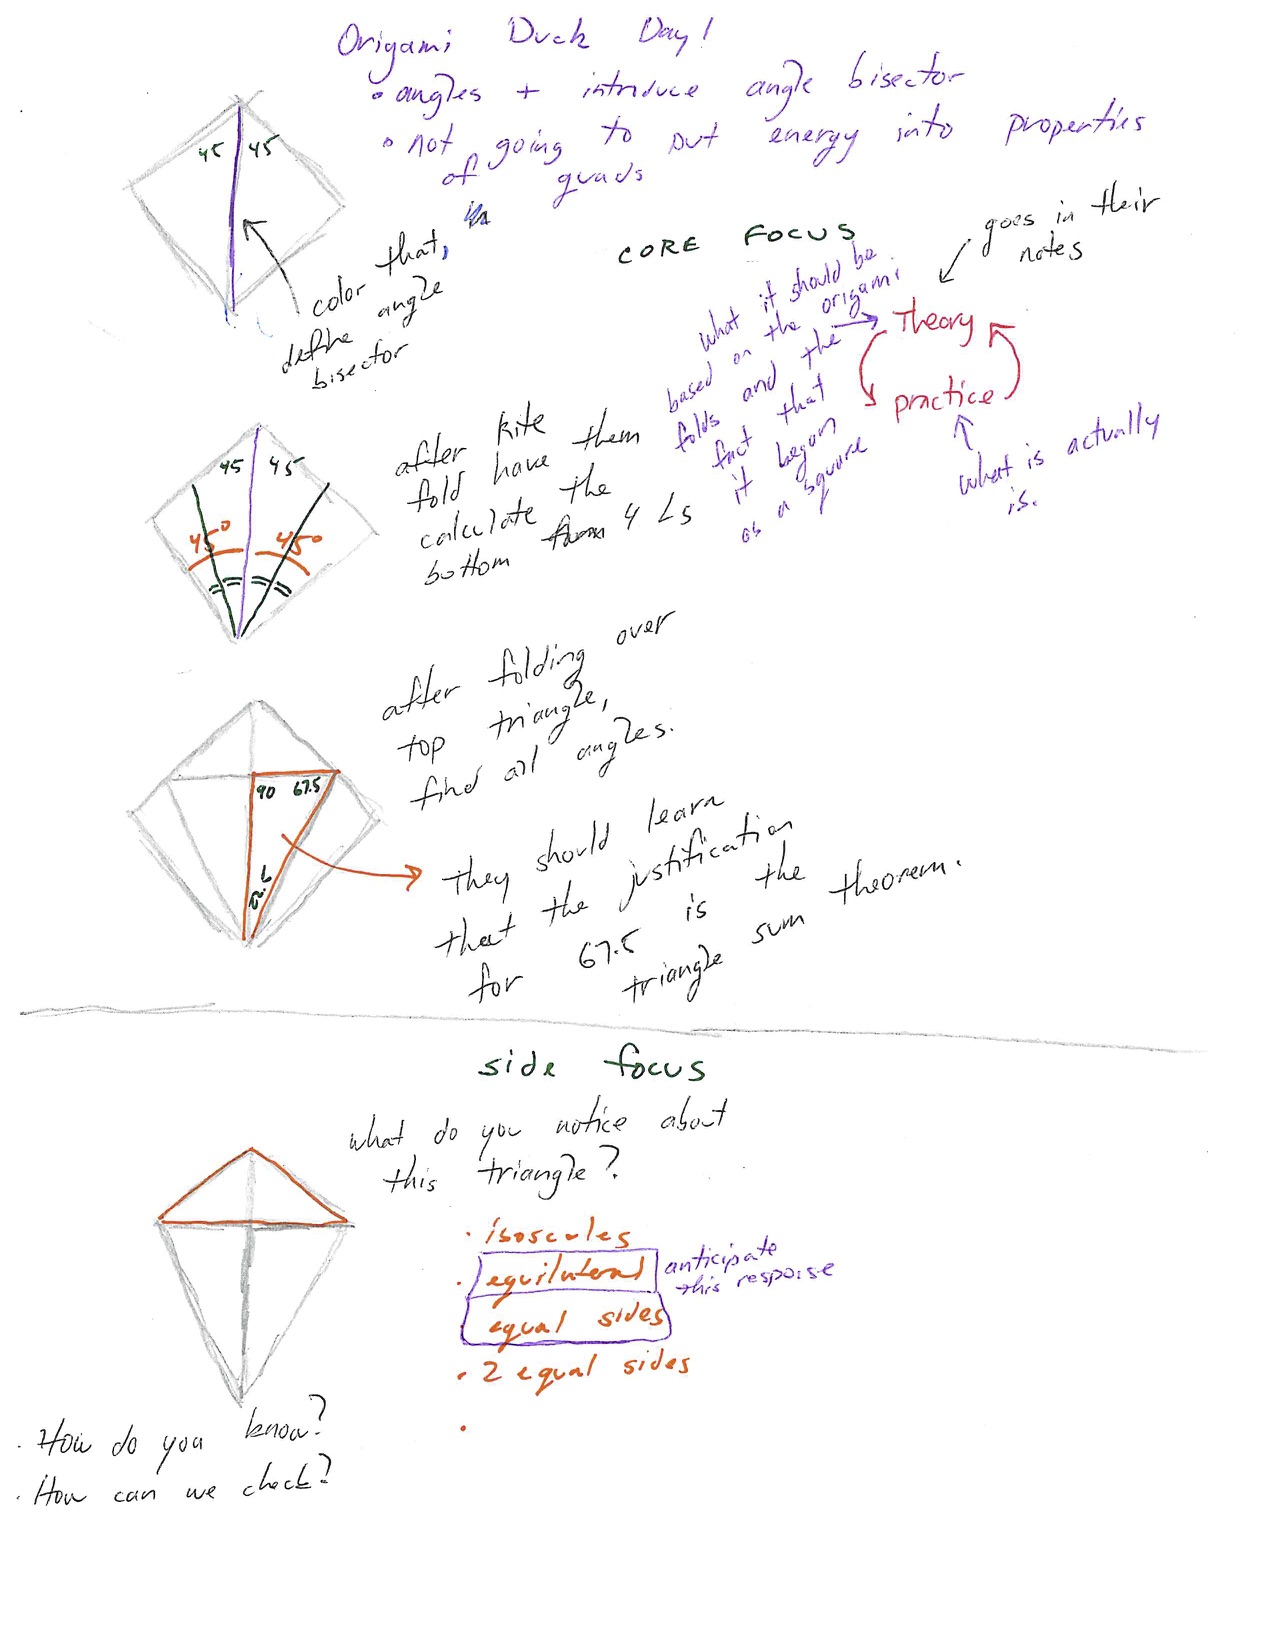 Origami Duck Day!
• angles + introduce angle bisector
• not going to put energy into properties
of quads
45 45
color that,
define angle
bisector
CORE FOCUS
goes in their
notes
what it should be
based on the origami
folds and the
fact that
it began
as a square
Theory
practice
what is actually
is.
45 45
45° 45°
after kite
fold have them
calculate the
bottom 4 ∠s
after folding over
top triangle,
find all angles.
90 67.5
they should learn
that the justification
for 67.5 is the
triangle sum theorem.
side focus
what do you notice about
this triangle?
• isosceles
• equilateral
anticipate
this response
equal sides
• 2 equal sides
•
• How do you know?
• How can we check?